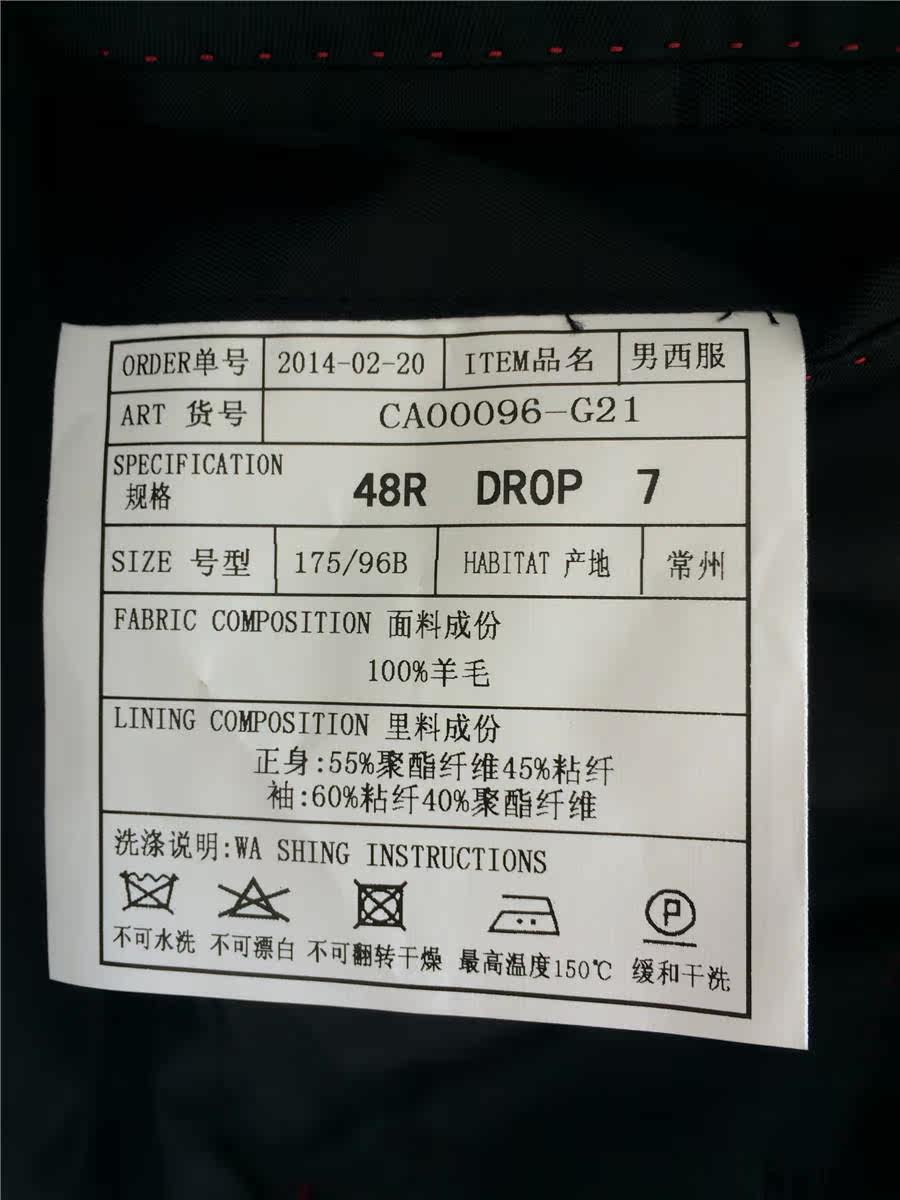 ORDER单号 2014-02-20 ITEM品名 男西服
ART 货号 CA00096-G21
SPECIFICATION
规格 48R DROP 7
SIZE 号型 175/96B HABITAT 产地 常州
FABRIC COMPOSITION 面料成份
100%羊毛
LINING COMPOSITION 里料成份
正身:55%聚酯纤维45%粘纤
袖:60%粘纤40%聚酯纤维
洗涤说明:WA SHING INSTRUCTIONS
P
不可水洗 不可漂白 不可翻转干燥 最高温度150℃ 缓和干洗